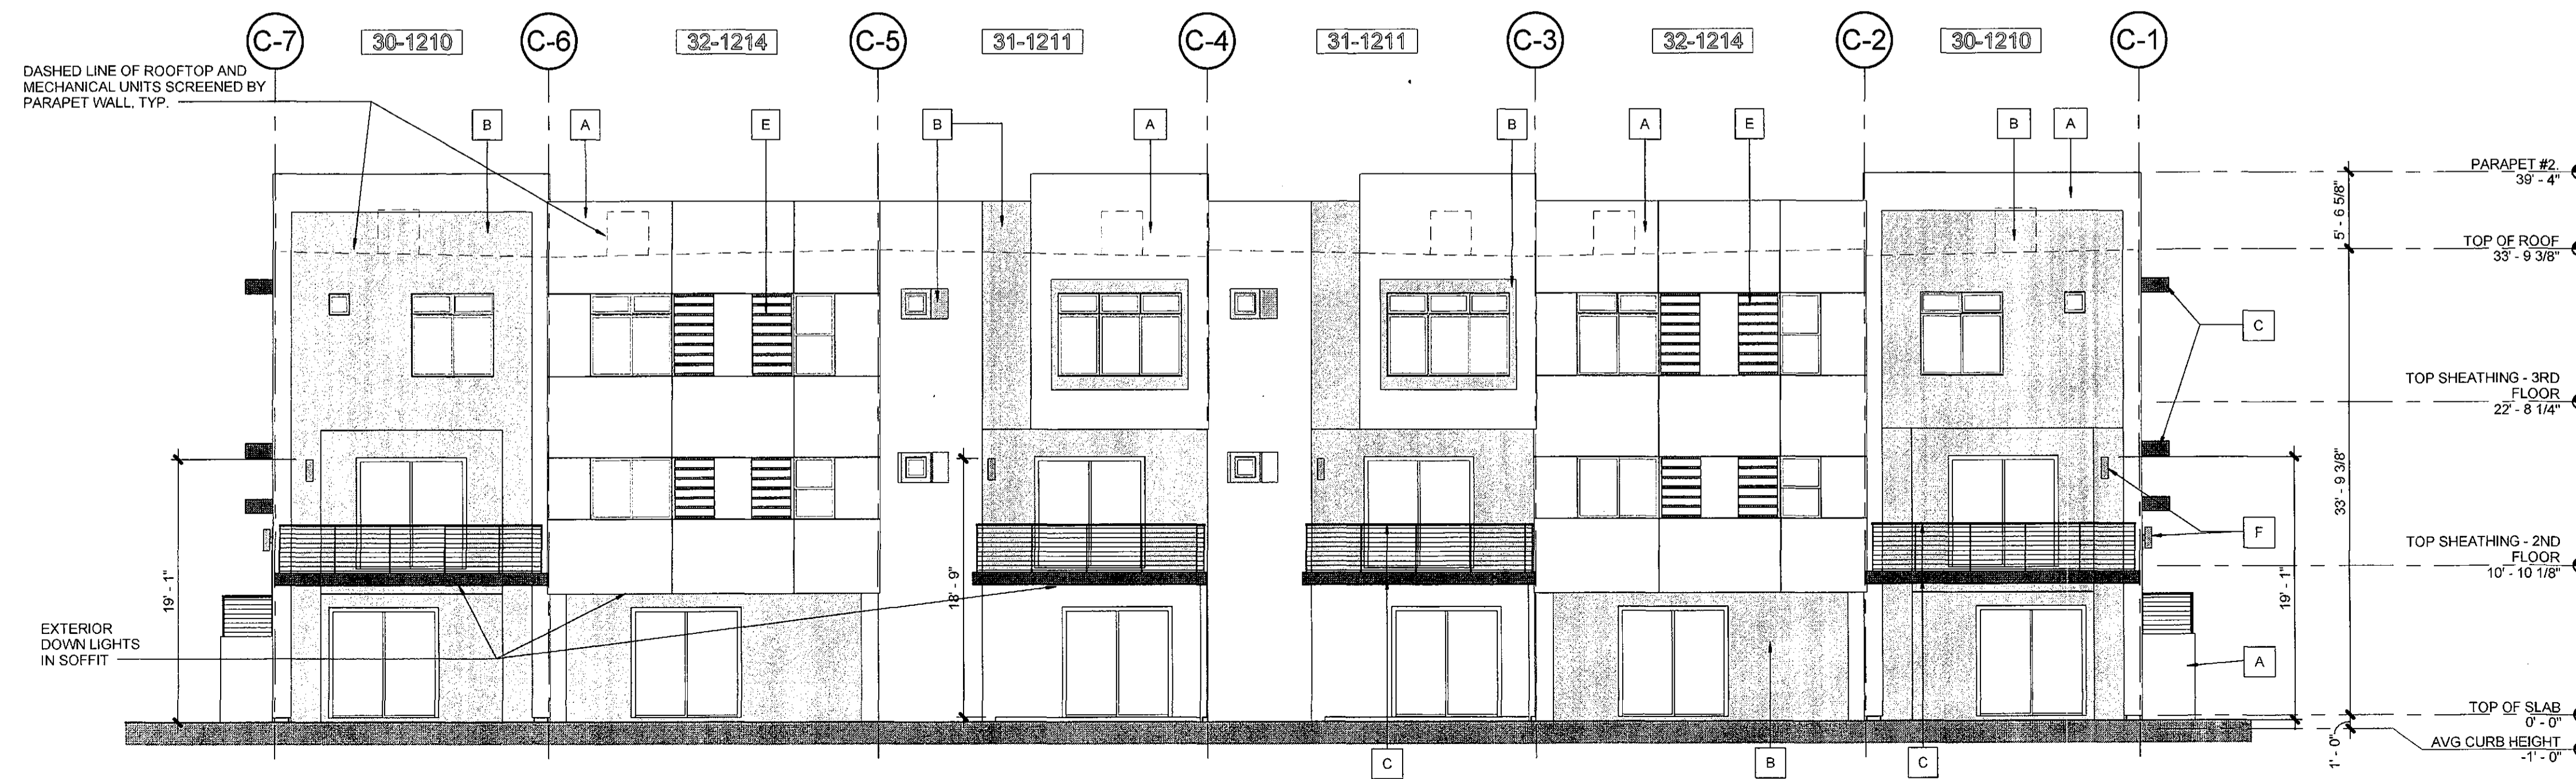 C-7
30-1210
C-6
32-1214
C-5
31-1211
C-4
31-1211
C-3
32-1214
C-2
30-1210
C-1
DASHED LINE OF ROOFTOP AND
MECHANICAL UNITS SCREENED BY
PARAPET WALL, TYP.
B
A
E
B
A
B
A
E
B
A
PARAPET #2.
39' - 4"
5' - 6 5/8"
TOP OF ROOF
33' - 9 3/8"
C
TOP SHEATHING - 3RD
FLOOR
22' - 8 1/4"
33' - 9 3/8"
F
TOP SHEATHING - 2ND
FLOOR
10' - 10 1/8"
19' - 1"
18' - 9"
19' - 1"
EXTERIOR
DOWN LIGHTS
IN SOFFIT
A
TOP OF SLAB
0' - 0"
AVG CURB HEIGHT
-1' - 0"
1' - 0"
C
B
C